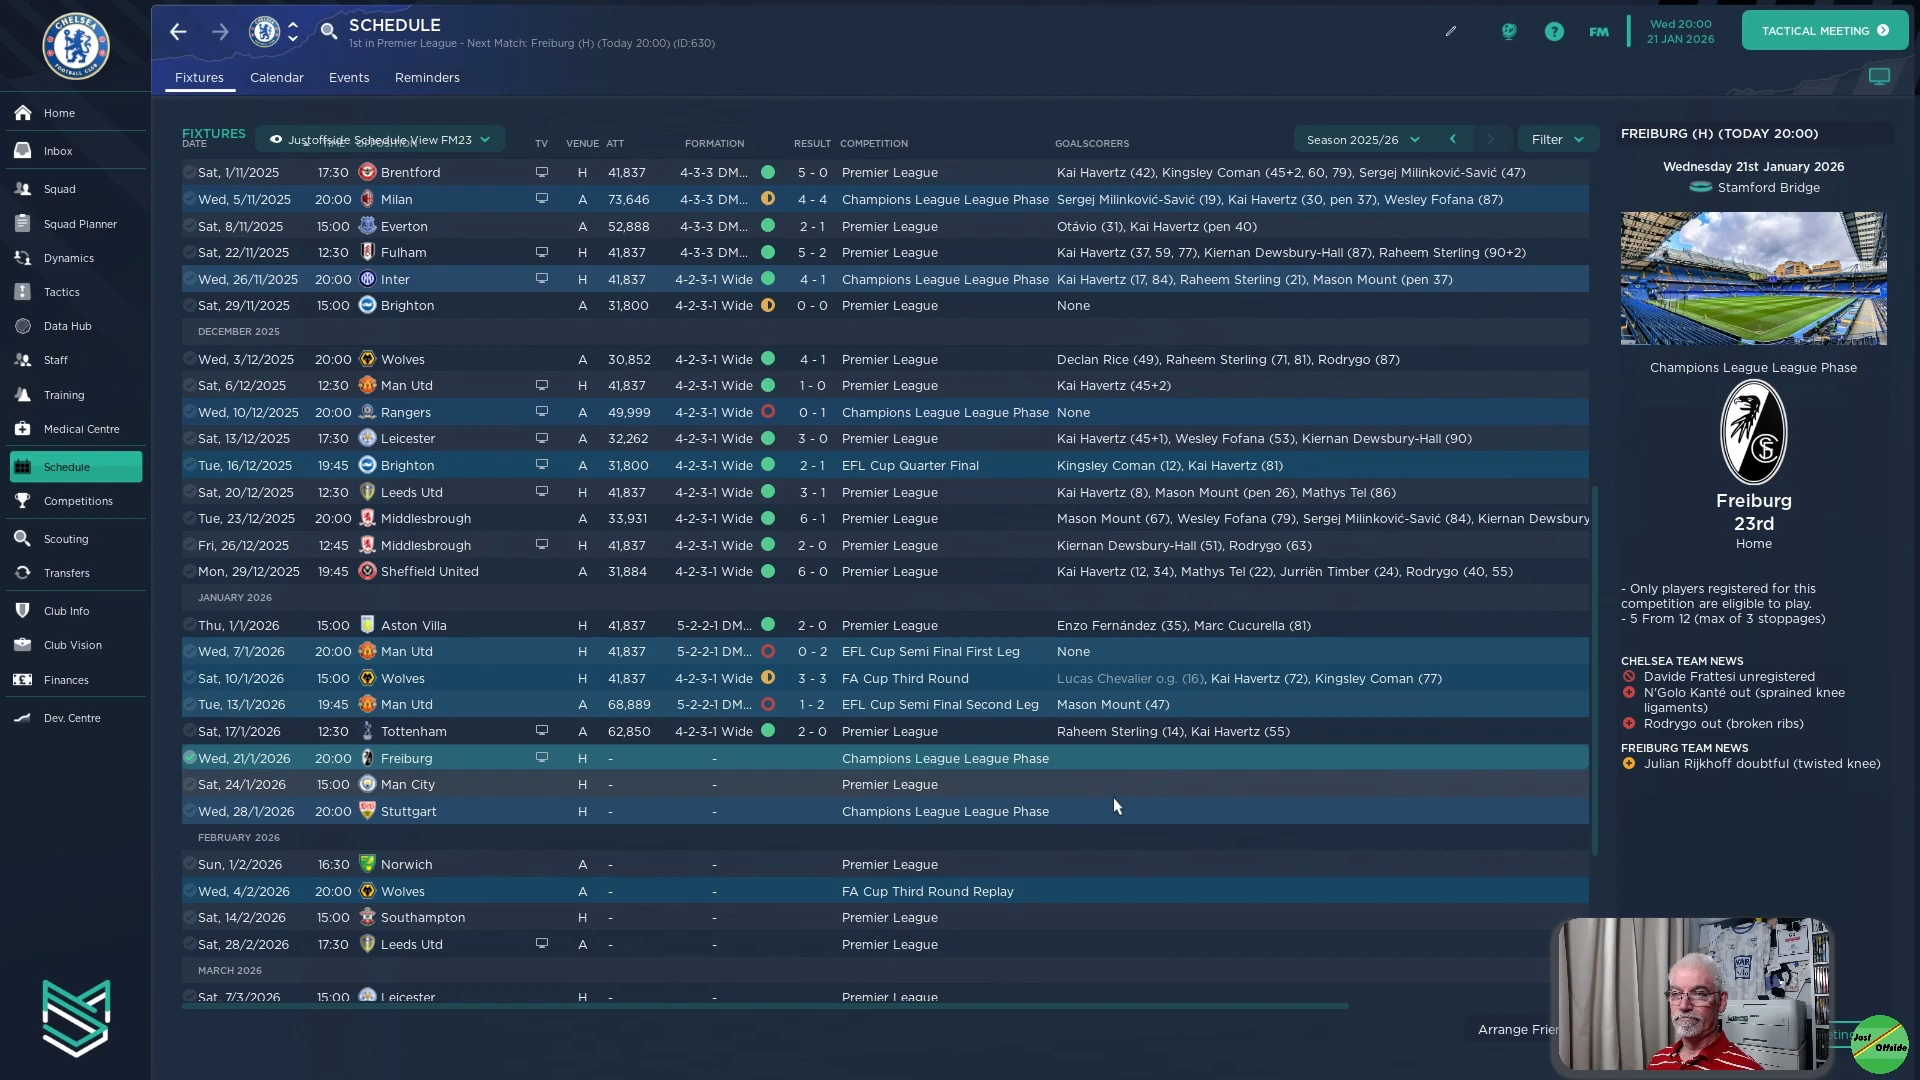 CHELSEA
FOOTBALL CLUB
SCHEDULE
1st in Premier League - Next Match: Freiburg (H) (Today 20:00) (ID:630)
FM
Wed 20:00
21 JAN 2026
TACTICAL MEETING
Fixtures Calendar Events Reminders
Home
Inbox
Squad
Squad Planner
Dynamics
Tactics
Data Hub
Staff
Training
Medical Centre
Schedule
Competitions
Scouting
Transfers
Club Info
Club Vision
Finances
Dev. Centre
FIXTURES Justoffside Schedule View FM23 Season 2025/26 Filter
DATE TIME OPPOSITION TV VENUE ATT FORMATION RESULT COMPETITION GOALSCORERS
Sat, 1/11/2025 17:30 Brentford H 41,837 4-3-3 DM... 5 - 0 Premier League Kai Havertz (42), Kingsley Coman (45+2, 60, 79), Sergej Milinković-Savić (47)
Wed, 5/11/2025 20:00 Milan A 73,646 4-3-3 DM... 4 - 4 Champions League League Phase Sergej Milinković-Savić (19), Kai Havertz (30, pen 37), Wesley Fofana (87)
Sat, 8/11/2025 15:00 Everton A 52,888 4-3-3 DM... 2 - 1 Premier League Otávio (31), Kai Havertz (pen 40)
Sat, 22/11/2025 12:30 Fulham H 41,837 4-3-3 DM... 5 - 2 Premier League Kai Havertz (37, 59, 77), Kiernan Dewsbury-Hall (87), Raheem Sterling (90+2)
Wed, 26/11/2025 20:00 Inter H 41,837 4-2-3-1 Wide 4 - 1 Champions League League Phase Kai Havertz (17, 84), Raheem Sterling (21), Mason Mount (pen 37)
Sat, 29/11/2025 15:00 Brighton A 31,800 4-2-3-1 Wide 0 - 0 Premier League None
DECEMBER 2025
Wed, 3/12/2025 20:00 Wolves A 30,852 4-2-3-1 Wide 4 - 1 Premier League Declan Rice (49), Raheem Sterling (71, 81), Rodrygo (87)
Sat, 6/12/2025 12:30 Man Utd H 41,837 4-2-3-1 Wide 1 - 0 Premier League Kai Havertz (45+2)
Wed, 10/12/2025 20:00 Rangers A 49,999 4-2-3-1 Wide 0 - 1 Champions League League Phase None
Sat, 13/12/2025 17:30 Leicester A 32,262 4-2-3-1 Wide 3 - 0 Premier League Kai Havertz (45+1), Wesley Fofana (53), Kiernan Dewsbury-Hall (90)
Tue, 16/12/2025 19:45 Brighton A 31,800 4-2-3-1 Wide 2 - 1 EFL Cup Quarter Final Kingsley Coman (12), Kai Havertz (81)
Sat, 20/12/2025 12:30 Leeds Utd H 41,837 4-2-3-1 Wide 3 - 1 Premier League Kai Havertz (8), Mason Mount (pen 26), Mathys Tel (86)
Tue, 23/12/2025 20:00 Middlesbrough A 33,931 4-2-3-1 Wide 6 - 1 Premier League Mason Mount (67), Wesley Fofana (79), Sergej Milinković-Savić (84), Kiernan Dewsbury
Fri, 26/12/2025 12:45 Middlesbrough H 41,837 4-2-3-1 Wide 2 - 0 Premier League Kiernan Dewsbury-Hall (51), Rodrygo (63)
Mon, 29/12/2025 19:45 Sheffield United A 31,884 4-2-3-1 Wide 6 - 0 Premier League Kai Havertz (12, 34), Mathys Tel (22), Jurriën Timber (24), Rodrygo (40, 55)
JANUARY 2026
Thu, 1/1/2026 15:00 Aston Villa H 41,837 5-2-2-1 DM... 2 - 0 Premier League Enzo Fernández (35), Marc Cucurella (81)
Wed, 7/1/2026 20:00 Man Utd H 41,837 5-2-2-1 DM... 0 - 2 EFL Cup Semi Final First Leg None
Sat, 10/1/2026 15:00 Wolves H 41,837 4-2-3-1 Wide 3 - 3 FA Cup Third Round Lucas Chevalier o.g. (16), Kai Havertz (72), Kingsley Coman (77)
Tue, 13/1/2026 19:45 Man Utd A 68,889 5-2-2-1 DM... 1 - 2 EFL Cup Semi Final Second Leg Mason Mount (47)
Sat, 17/1/2026 12:30 Tottenham A 62,850 4-2-3-1 Wide 2 - 0 Premier League Raheem Sterling (14), Kai Havertz (55)
Wed, 21/1/2026 20:00 Freiburg H - - Champions League League Phase
Sat, 24/1/2026 15:00 Man City H - - Premier League
Wed, 28/1/2026 20:00 Stuttgart H - - Champions League League Phase
FEBRUARY 2026
Sun, 1/2/2026 16:30 Norwich A - - Premier League
Wed, 4/2/2026 20:00 Wolves A - - FA Cup Third Round Replay
Sat, 14/2/2026 15:00 Southampton H - - Premier League
Sat, 28/2/2026 17:30 Leeds Utd A - - Premier League
MARCH 2026
Sat, 7/3/2026 15:00 Leicester H - - Premier League
Arrange Frien
FREIBURG (H) (TODAY 20:00)
Wednesday 21st January 2026
Stamford Bridge
Champions League League Phase
Freiburg
23rd
Home
- Only players registered for this
competition are eligible to play.
- 5 From 12 (max of 3 stoppages)
CHELSEA TEAM NEWS
Davide Frattesi unregistered
N'Golo Kanté out (sprained knee
ligaments)
Rodrygo out (broken ribs)
FREIBURG TEAM NEWS
Julian Rijkhoff doubtful (twisted knee)
Just
Offside